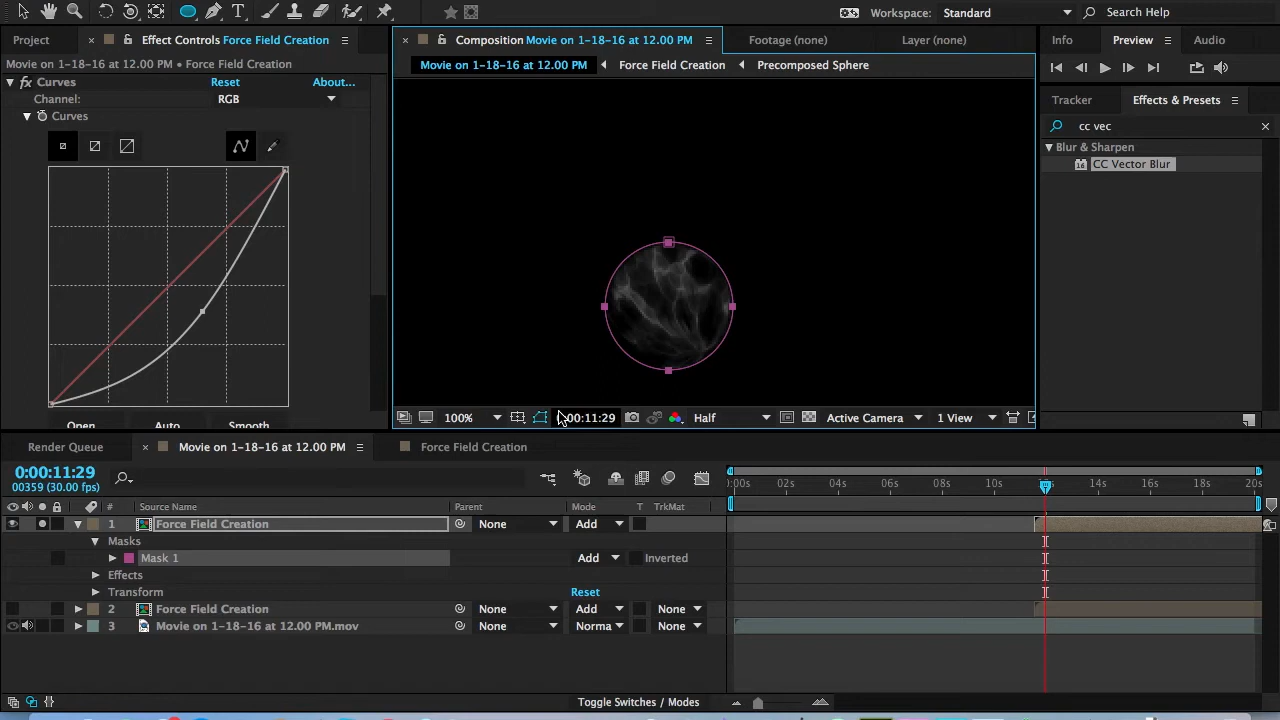 Workspace: Standard
Search Help
Project
Effect Controls Force Field Creation
Composition Movie on 1-18-16 at 12.00 PM
Footage (none)
Layer (none)
Info
Preview
Audio
Movie on 1-18-16 at 12.00 PM • Force Field Creation
Movie on 1-18-16 at 12.00 PM
Force Field Creation
Precomposed Sphere
fx Curves
Reset
About...
Channel:
RGB
Curves
Tracker
Effects & Presets
cc vec
Blur & Sharpen
16
CC Vector Blur
Open
Auto
Smooth
100%
00:11:29
Half
Active Camera
1 View
Render Queue
Movie on 1-18-16 at 12.00 PM
Force Field Creation
0:00:11:29
00359 (30.00 fps)
:00s
02s
04s
06s
08s
10s
14s
16s
18s
20s
#
Source Name
Parent
Mode
T
TrkMat
1
Force Field Creation
None
Add
Masks
Mask 1
Add
Inverted
Effects
Transform
Reset
2
Force Field Creation
None
Add
None
3
Movie on 1-18-16 at 12.00 PM.mov
None
Norma
None
Toggle Switches / Modes